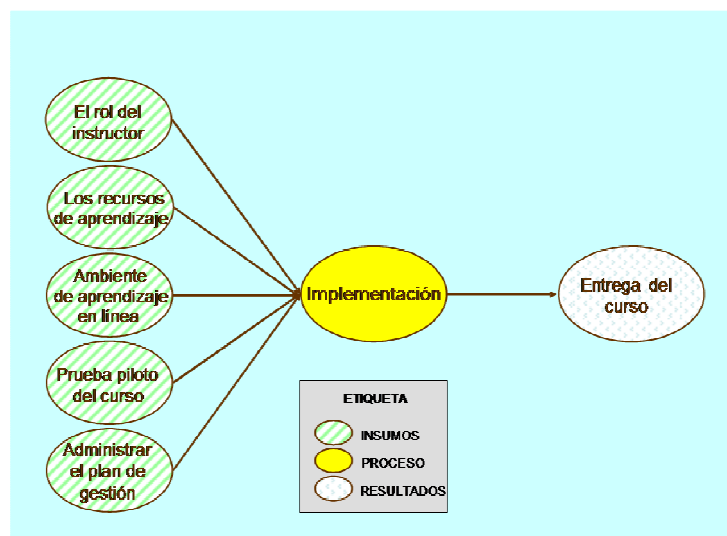 El rol del
instructor
Los recursos
de aprendizaje
Ambiente
de aprendizaje
en línea
Prueba piloto
del curso
Administrar
el plan de
gestión
Implementación
Entrega del
curso
ETIQUETA
INSUMOS
PROCESO
RESULTADOS